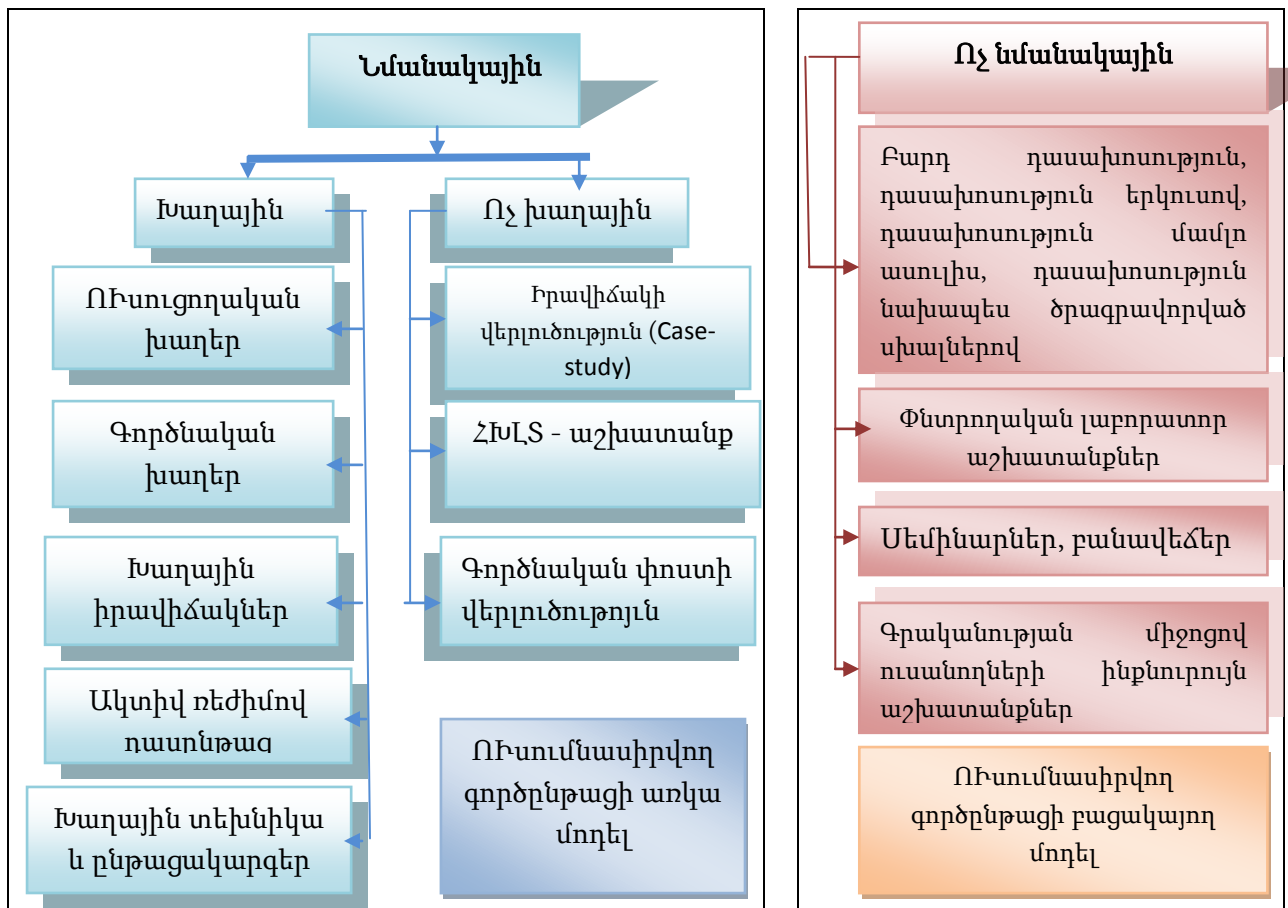 Նմանակային
Խաղային
ՈՒսուցողական
խաղեր
Գործնական
խաղեր
Խաղային
իրավիճակներ
Ակտիվ ռեժիմով
դասընթաց
Խաղային տեխնիկա
և ընթացակարգեր
Ոչ խաղային
Իրավիճակի
վերլուծություն (Case-
study)
ՀԽԼՏ - աշխատանք
Գործնական փոստի
վերլուծութոյւն
ՈՒսումնասիրվող
գործընթացի առկա
մոդել
Ոչ նմանակային
Բարդ դասախոսություն,
դասախոսություն երկուսով,
դասախոսություն մամլո
ասուլիս, դասախոսություն
նախապես ծրագրավորված
սխալներով
Փնտրողական լաբորատոր
աշխատանքներ
Սեմինարներ, բանավեճեր
Գրականության միջոցով
ուսանողների ինքնուրույն
աշխատանքներ
ՈՒսումնասիրվող
գործընթացի բացակայող
մոդել